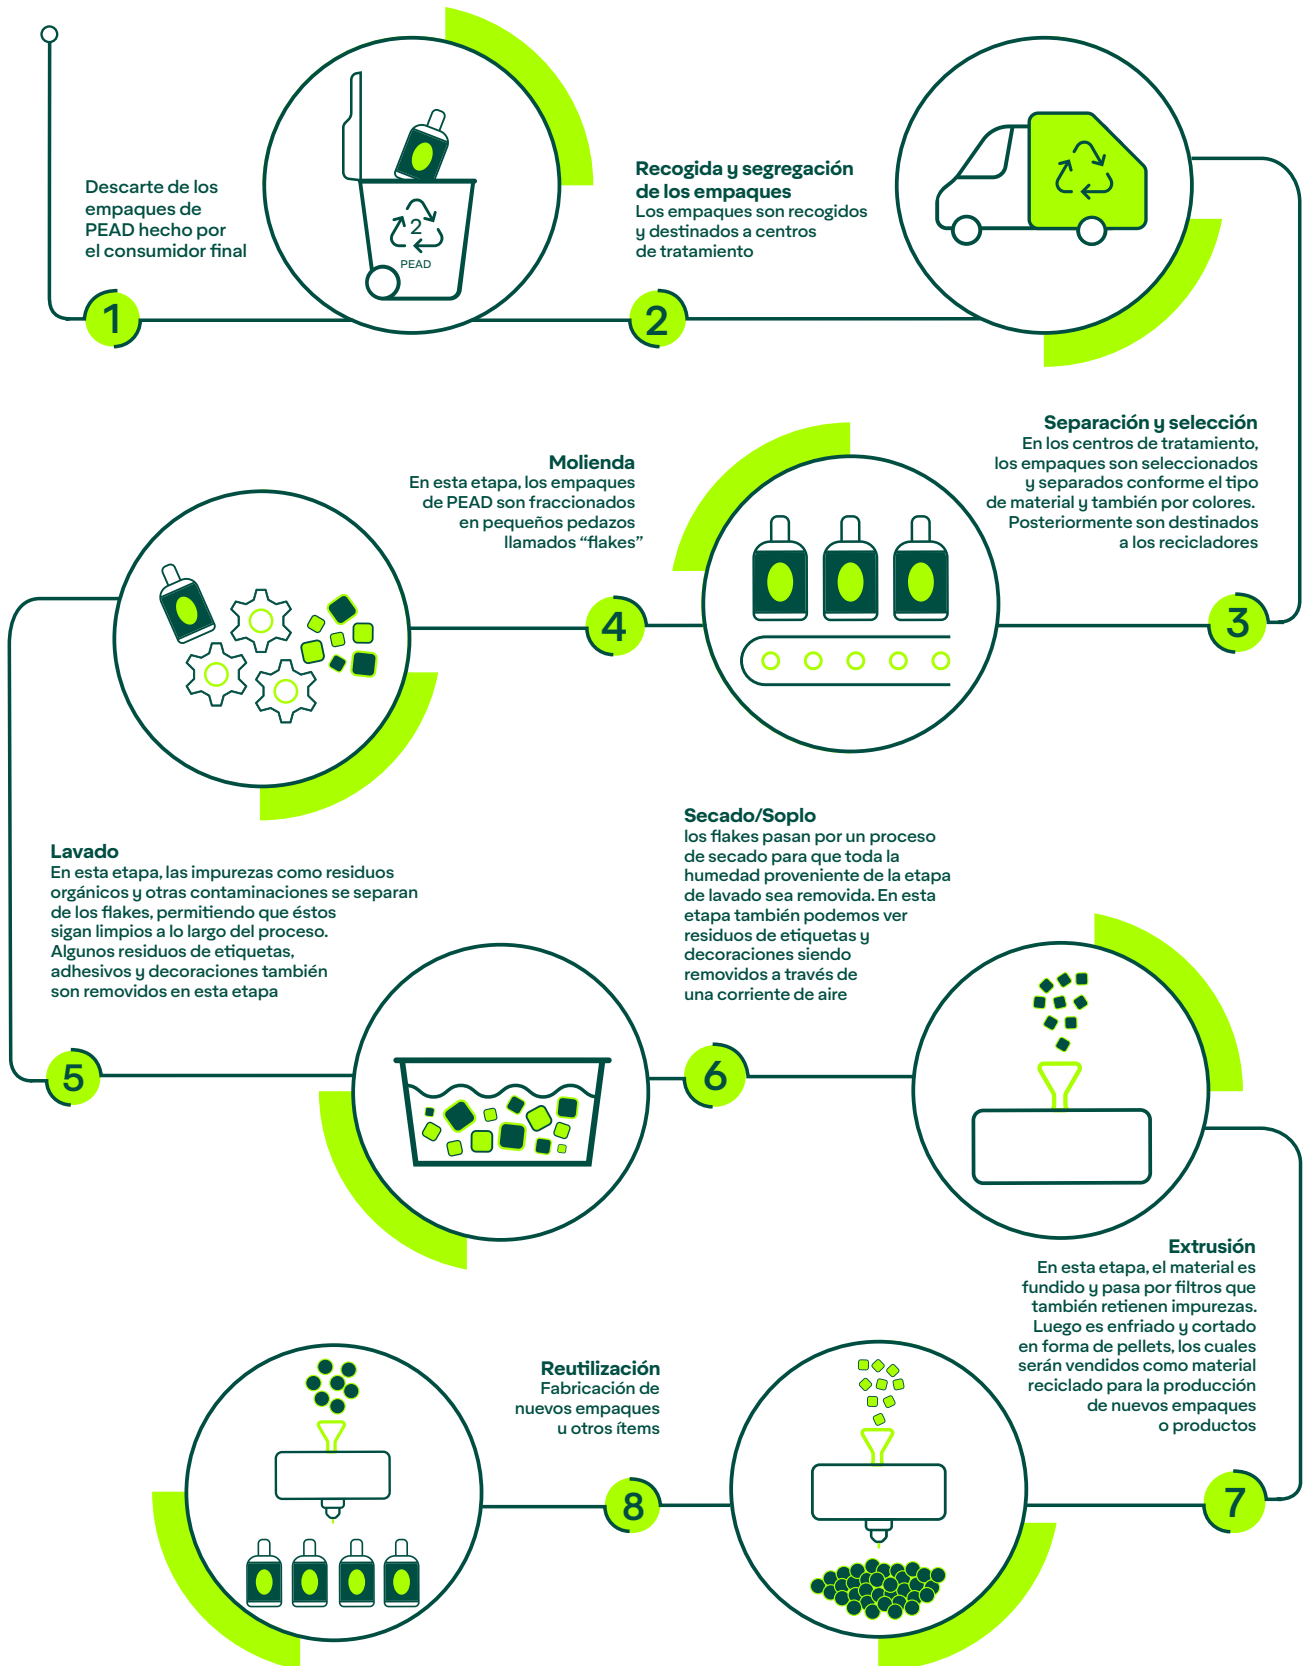 Descarte de los
empaques de
PEAD hecho por
el consumidor final
1
2
PEAD
Recogida y segregación
de los empaques
Los empaques son recogidos
y destinados a centros
de tratamiento
2
Separación y selección
En los centros de tratamiento,
los empaques son seleccionados
y separados conforme el tipo
de material y también por colores.
Posteriormente son destinados
a los recicladores
3
Molienda
En esta etapa, los empaques
de PEAD son fraccionados
en pequeños pedazos
llamados “flakes”
4
Lavado
En esta etapa, las impurezas como residuos
orgánicos y otras contaminaciones se separan
de los flakes, permitiendo que éstos
sigan limpios a lo largo del proceso.
Algunos residuos de etiquetas,
adhesivos y decoraciones también
son removidos en esta etapa
5
Secado/Soplo
los flakes pasan por un proceso
de secado para que toda la
humedad proveniente de la etapa
de lavado sea removida. En esta
etapa también podemos ver
residuos de etiquetas y
decoraciones siendo
removidos a través de
una corriente de aire
6
Extrusión
En esta etapa, el material es
fundido y pasa por filtros que
también retienen impurezas.
Luego es enfriado y cortado
en forma de pellets, los cuales
serán vendidos como material
reciclado para la producción
de nuevos empaques
o productos
7
Reutilización
Fabricación de
nuevos empaques
u otros ítems
8